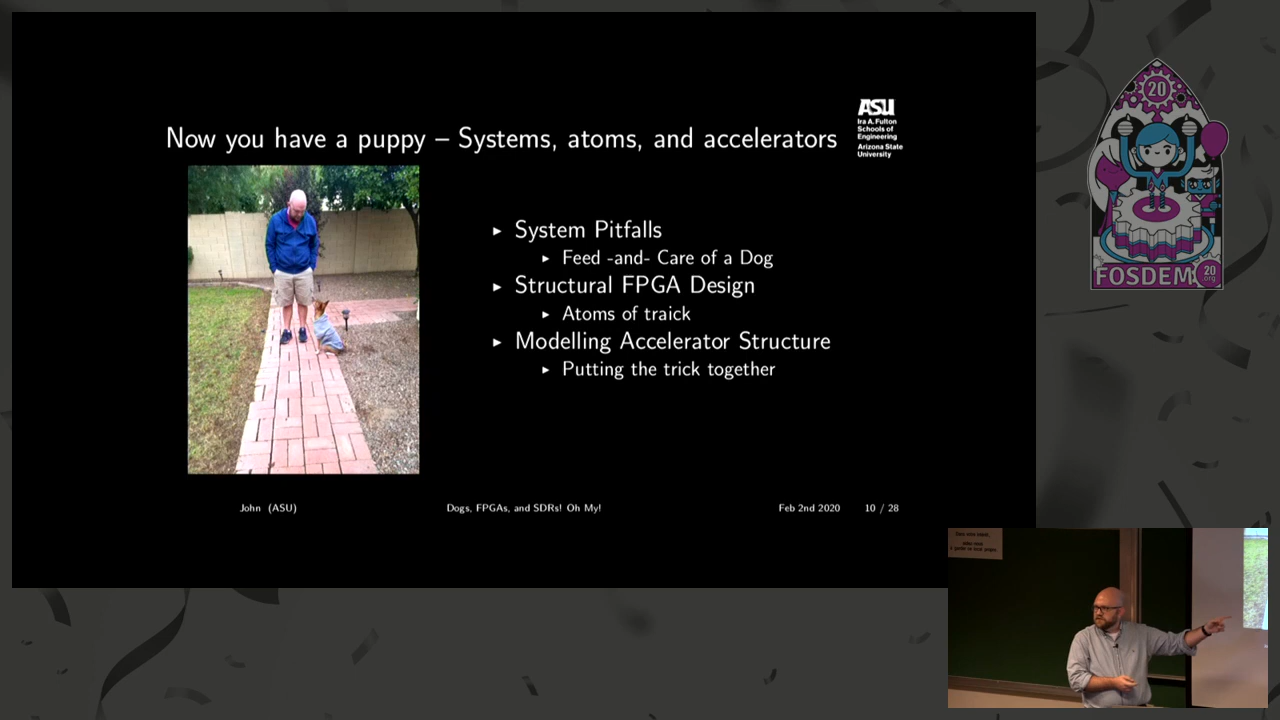 Now you have a puppy – Systems, atoms, and accelerators
ASU
Ira A. Fulton
Schools of
Engineering
Arizona State
University
▸ System Pitfalls
▸ Feed -and- Care of a Dog
▸ Structural FPGA Design
▸ Atoms of traick
▸ Modelling Accelerator Structure
▸ Putting the trick together
John (ASU)
Dogs, FPGAs, and SDRs! Oh My!
Feb 2nd 2020
10 / 28
20
FOSDEM
20
.org